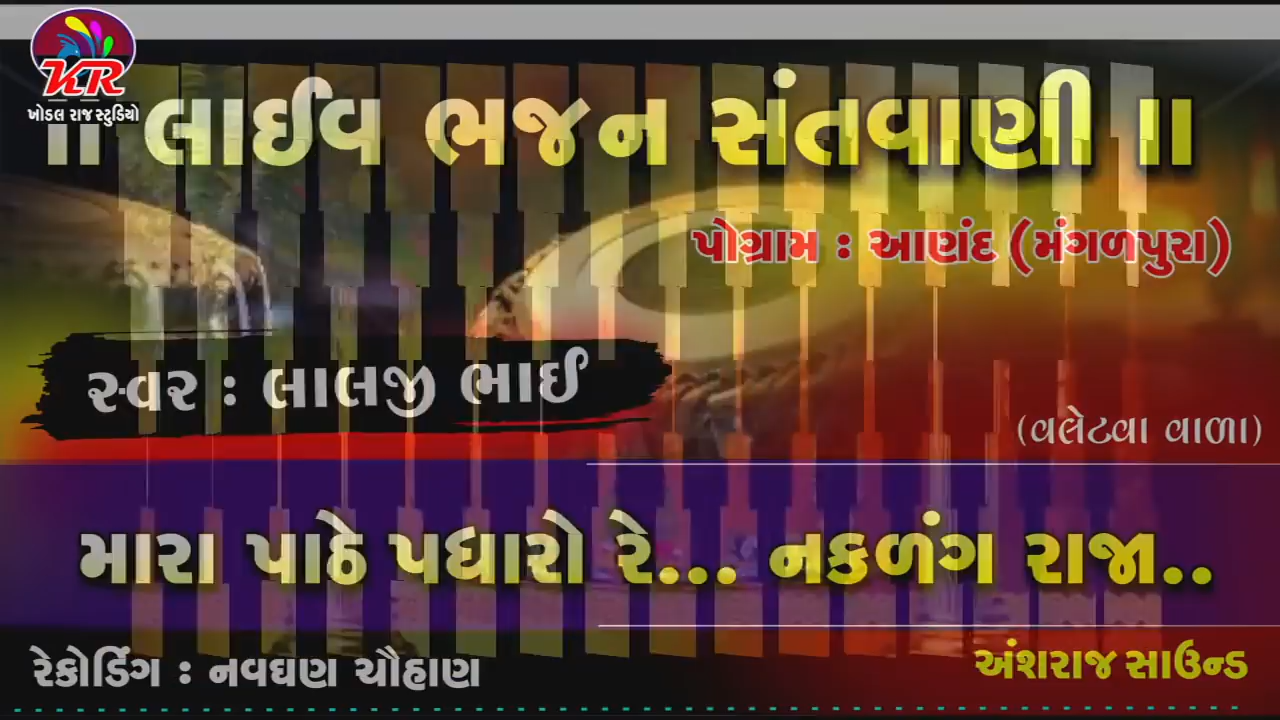 KR
ખોડલ રાજ સ્ટુડિયો
॥ લાઈવ ભજન સંતવાણી ॥
પોગ્રામ : આણંદ (મંગળપુરા)
સ્વર : લાલજી ભાઈ
(વલેટવા વાળા)
મારા પાઠે પધારો રે... નકળંગ રાજા..
રેકોર્ડિંગ : નવઘણ ચૌહાણ
અંશરાજ સાઉન્ડ